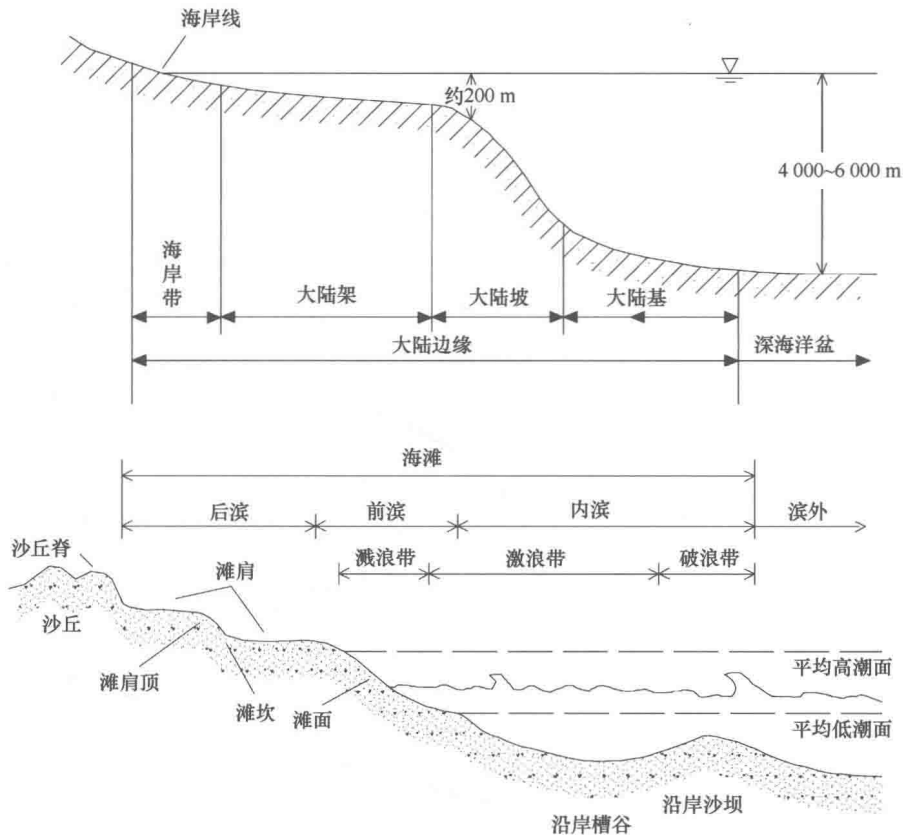 海岸线
约200 m
4 000~6 000 m
海岸带
大陆架
大陆坡
大陆基
大陆边缘
深海洋盆
海滩
后滨
前滨
内滨
滨外
溅浪带
激浪带
破浪带
沙丘脊
滩肩
沙丘
滩肩顶
滩坎
滩面
平均高潮面
平均低潮面
沿岸槽谷
沿岸沙坝